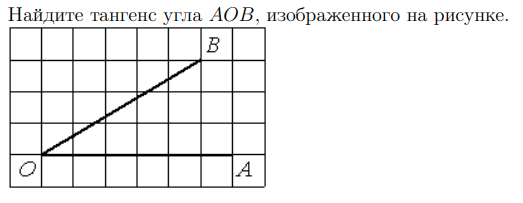 Найдите тангенс угла AOB, изображенного на рисунке.
B
O
A